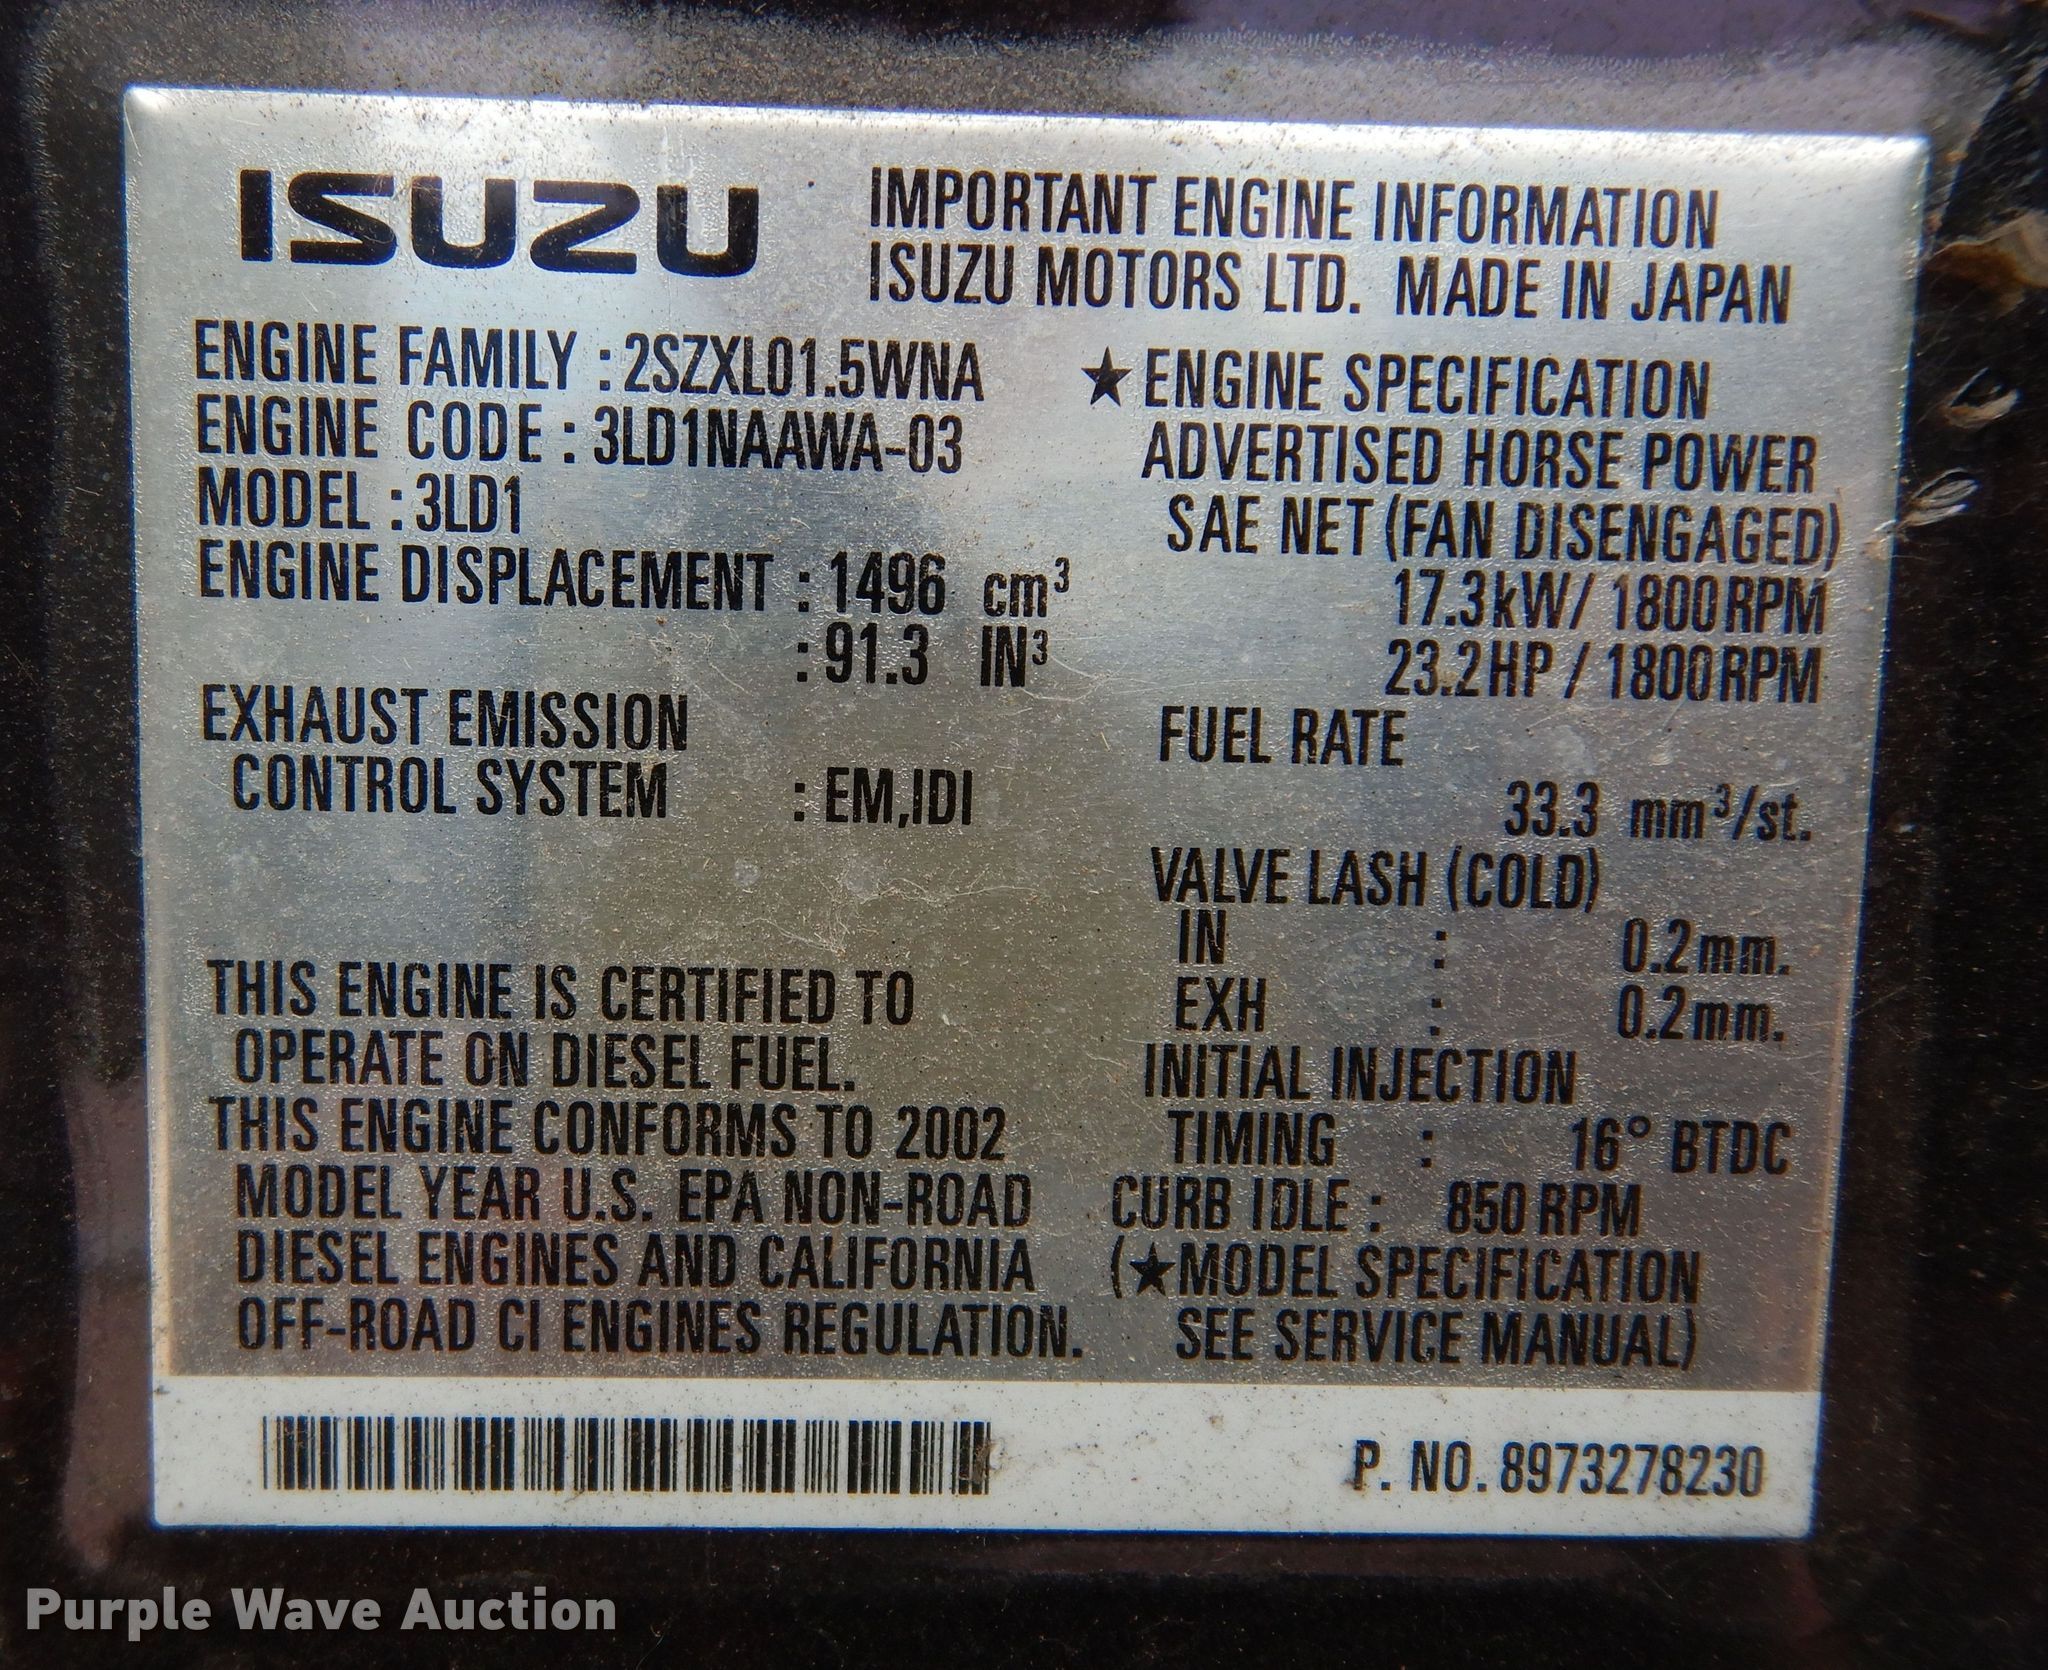 ISUZU
IMPORTANT ENGINE INFORMATION
ISUZU MOTORS LTD. MADE IN JAPAN
ENGINE FAMILY : 2SZXL01.5WNA
ENGINE CODE : 3LD1NAAWA-03
MODEL : 3LD1
ENGINE DISPLACEMENT : 1496 cm³
: 91.3 IN³
EXHAUST EMISSION
CONTROL SYSTEM : EM,IDI
THIS ENGINE IS CERTIFIED TO
OPERATE ON DIESEL FUEL.
THIS ENGINE CONFORMS TO 2002
MODEL YEAR U.S. EPA NON-ROAD
DIESEL ENGINES AND CALIFORNIA
OFF-ROAD CI ENGINES REGULATION.
★ENGINE SPECIFICATION
ADVERTISED HORSE POWER
SAE NET (FAN DISENGAGED)
17.3kW/ 1800RPM
23.2HP / 1800RPM
FUEL RATE
33.3 mm³/st.
VALVE LASH (COLD)
IN : 0.2mm.
EXH : 0.2mm.
INITIAL INJECTION
TIMING : 16° BTDC
CURB IDLE : 850 RPM
(★MODEL SPECIFICATION
SEE SERVICE MANUAL)
P. NO. 8973278230
Purple Wave Auction